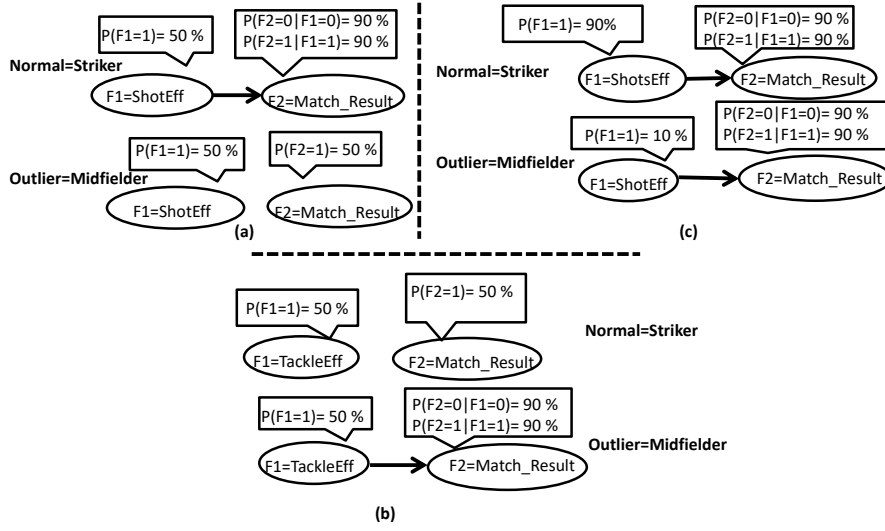 P(F1=1)= 50 %
P(F2=0|F1=0)= 90 %
P(F2=1|F1=1)= 90 %
Normal=Striker
F1=ShotEff
F2=Match_Result
P(F1=1)= 50 %
P(F2=1)= 50 %
Outlier=Midfielder
F1=ShotEff
F2=Match_Result
(a)
P(F1=1)= 90%
P(F2=0|F1=0)= 90 %
P(F2=1|F1=1)= 90 %
Normal=Striker
F1=ShotsEff
F2=Match_Result
P(F1=1)= 10 %
P(F2=0|F1=0)= 90 %
P(F2=1|F1=1)= 90 %
Outlier=Midfielder
F1=ShotEff
F2=Match_Result
(c)
P(F1=1)= 50 %
P(F2=1)= 50 %
Normal=Striker
F1=TackleEff
F2=Match_Result
P(F1=1)= 50 %
P(F2=0|F1=0)= 90 %
P(F2=1|F1=1)= 90 %
Outlier=Midfielder
F1=TackleEff
F2=Match_Result
(b)